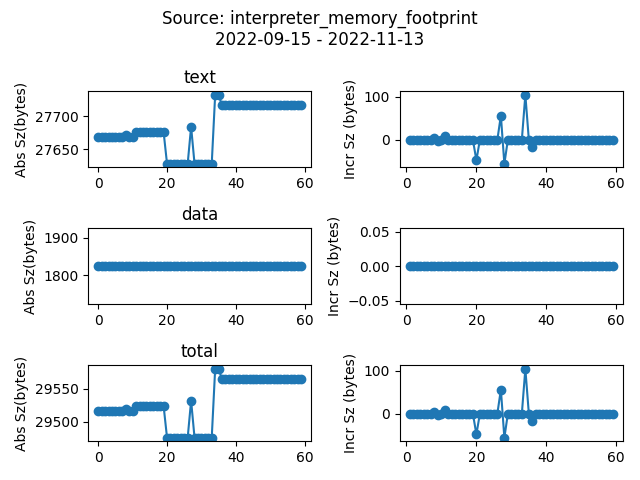 Source: interpreter_memory_footprint
2022-09-15 - 2022-11-13
text
Abs Sz(bytes)
27700
27650
0 20 40 60
Incr Sz (bytes)
100
0
0 20 40 60
data
Abs Sz(bytes)
1900
1800
0 20 40 60
Incr Sz (bytes)
0.05
0.00
−0.05
0 20 40 60
total
Abs Sz(bytes)
29550
29500
0 20 40 60
Incr Sz (bytes)
100
0
0 20 40 60